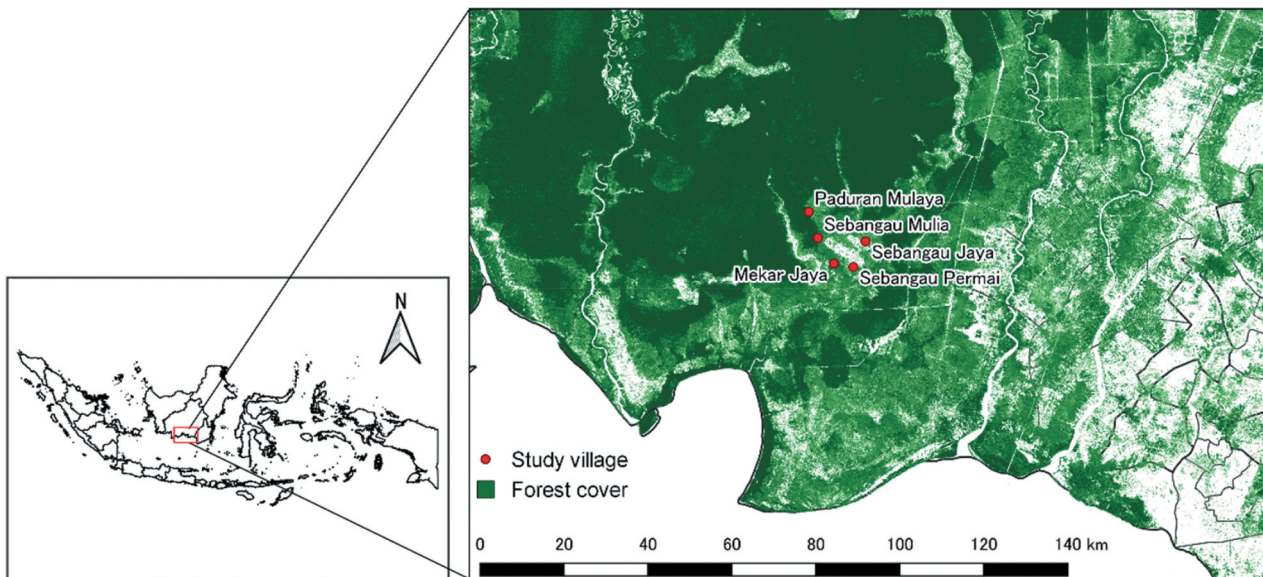 N
Paduran Mulaya
Sebangau Mulia
Sebangau Jaya
Mekar Jaya
Sebangau Permai
Study village
Forest cover
0 20 40 60 80 100 120 140 km